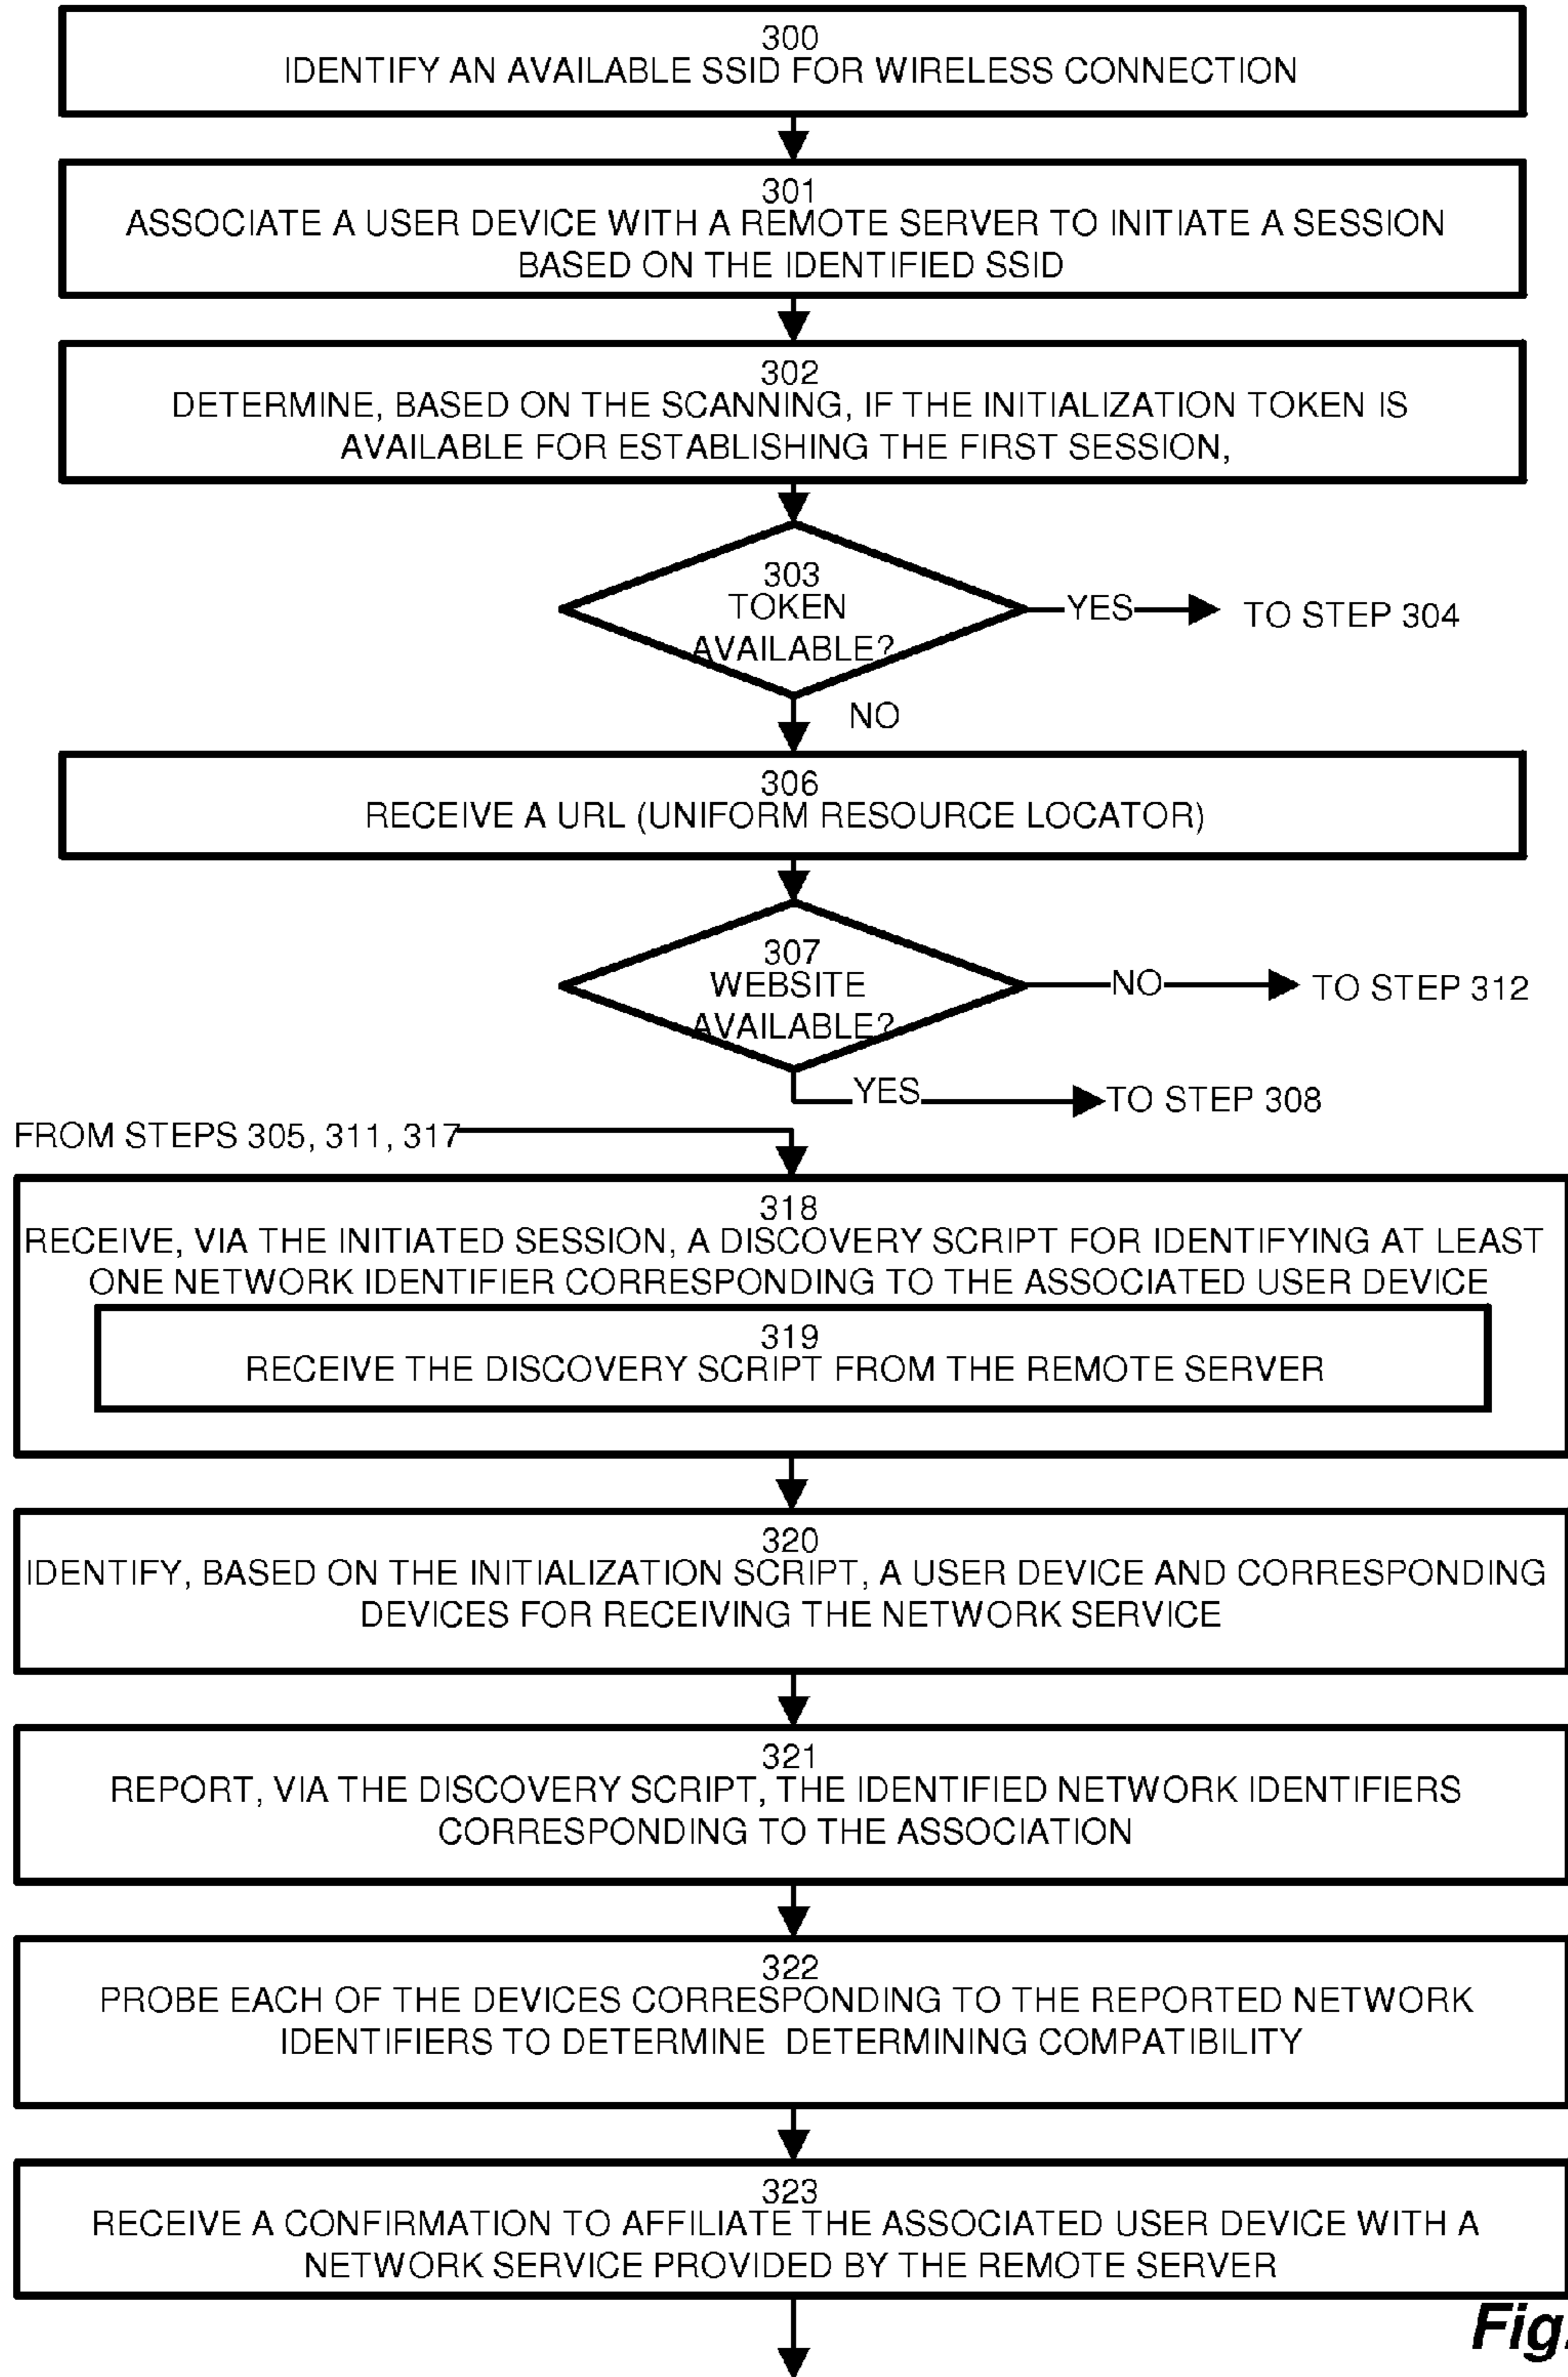 300
IDENTIFY AN AVAILABLE SSID FOR WIRELESS CONNECTION
301
ASSOCIATE A USER DEVICE WITH A REMOTE SERVER TO INITIATE A SESSION
BASED ON THE IDENTIFIED SSID
302
DETERMINE, BASED ON THE SCANNING, IF THE INITIALIZATION TOKEN IS
AVAILABLE FOR ESTABLISHING THE FIRST SESSION,
303
TOKEN
AVAILABLE?
YES
TO STEP 304
NO
306
RECEIVE A URL (UNIFORM RESOURCE LOCATOR)
307
WEBSITE
AVAILABLE?
NO
TO STEP 312
YES
TO STEP 308
FROM STEPS 305, 311, 317
318
RECEIVE, VIA THE INITIATED SESSION, A DISCOVERY SCRIPT FOR IDENTIFYING AT LEAST
ONE NETWORK IDENTIFIER CORRESPONDING TO THE ASSOCIATED USER DEVICE
319
RECEIVE THE DISCOVERY SCRIPT FROM THE REMOTE SERVER
320
IDENTIFY, BASED ON THE INITIALIZATION SCRIPT, A USER DEVICE AND CORRESPONDING
DEVICES FOR RECEIVING THE NETWORK SERVICE
321
REPORT, VIA THE DISCOVERY SCRIPT, THE IDENTIFIED NETWORK IDENTIFIERS
CORRESPONDING TO THE ASSOCIATION
322
PROBE EACH OF THE DEVICES CORRESPONDING TO THE REPORTED NETWORK
IDENTIFIERS TO DETERMINE DETERMINING COMPATIBILITY
323
RECEIVE A CONFIRMATION TO AFFILIATE THE ASSOCIATED USER DEVICE WITH A
NETWORK SERVICE PROVIDED BY THE REMOTE SERVER
Fig.